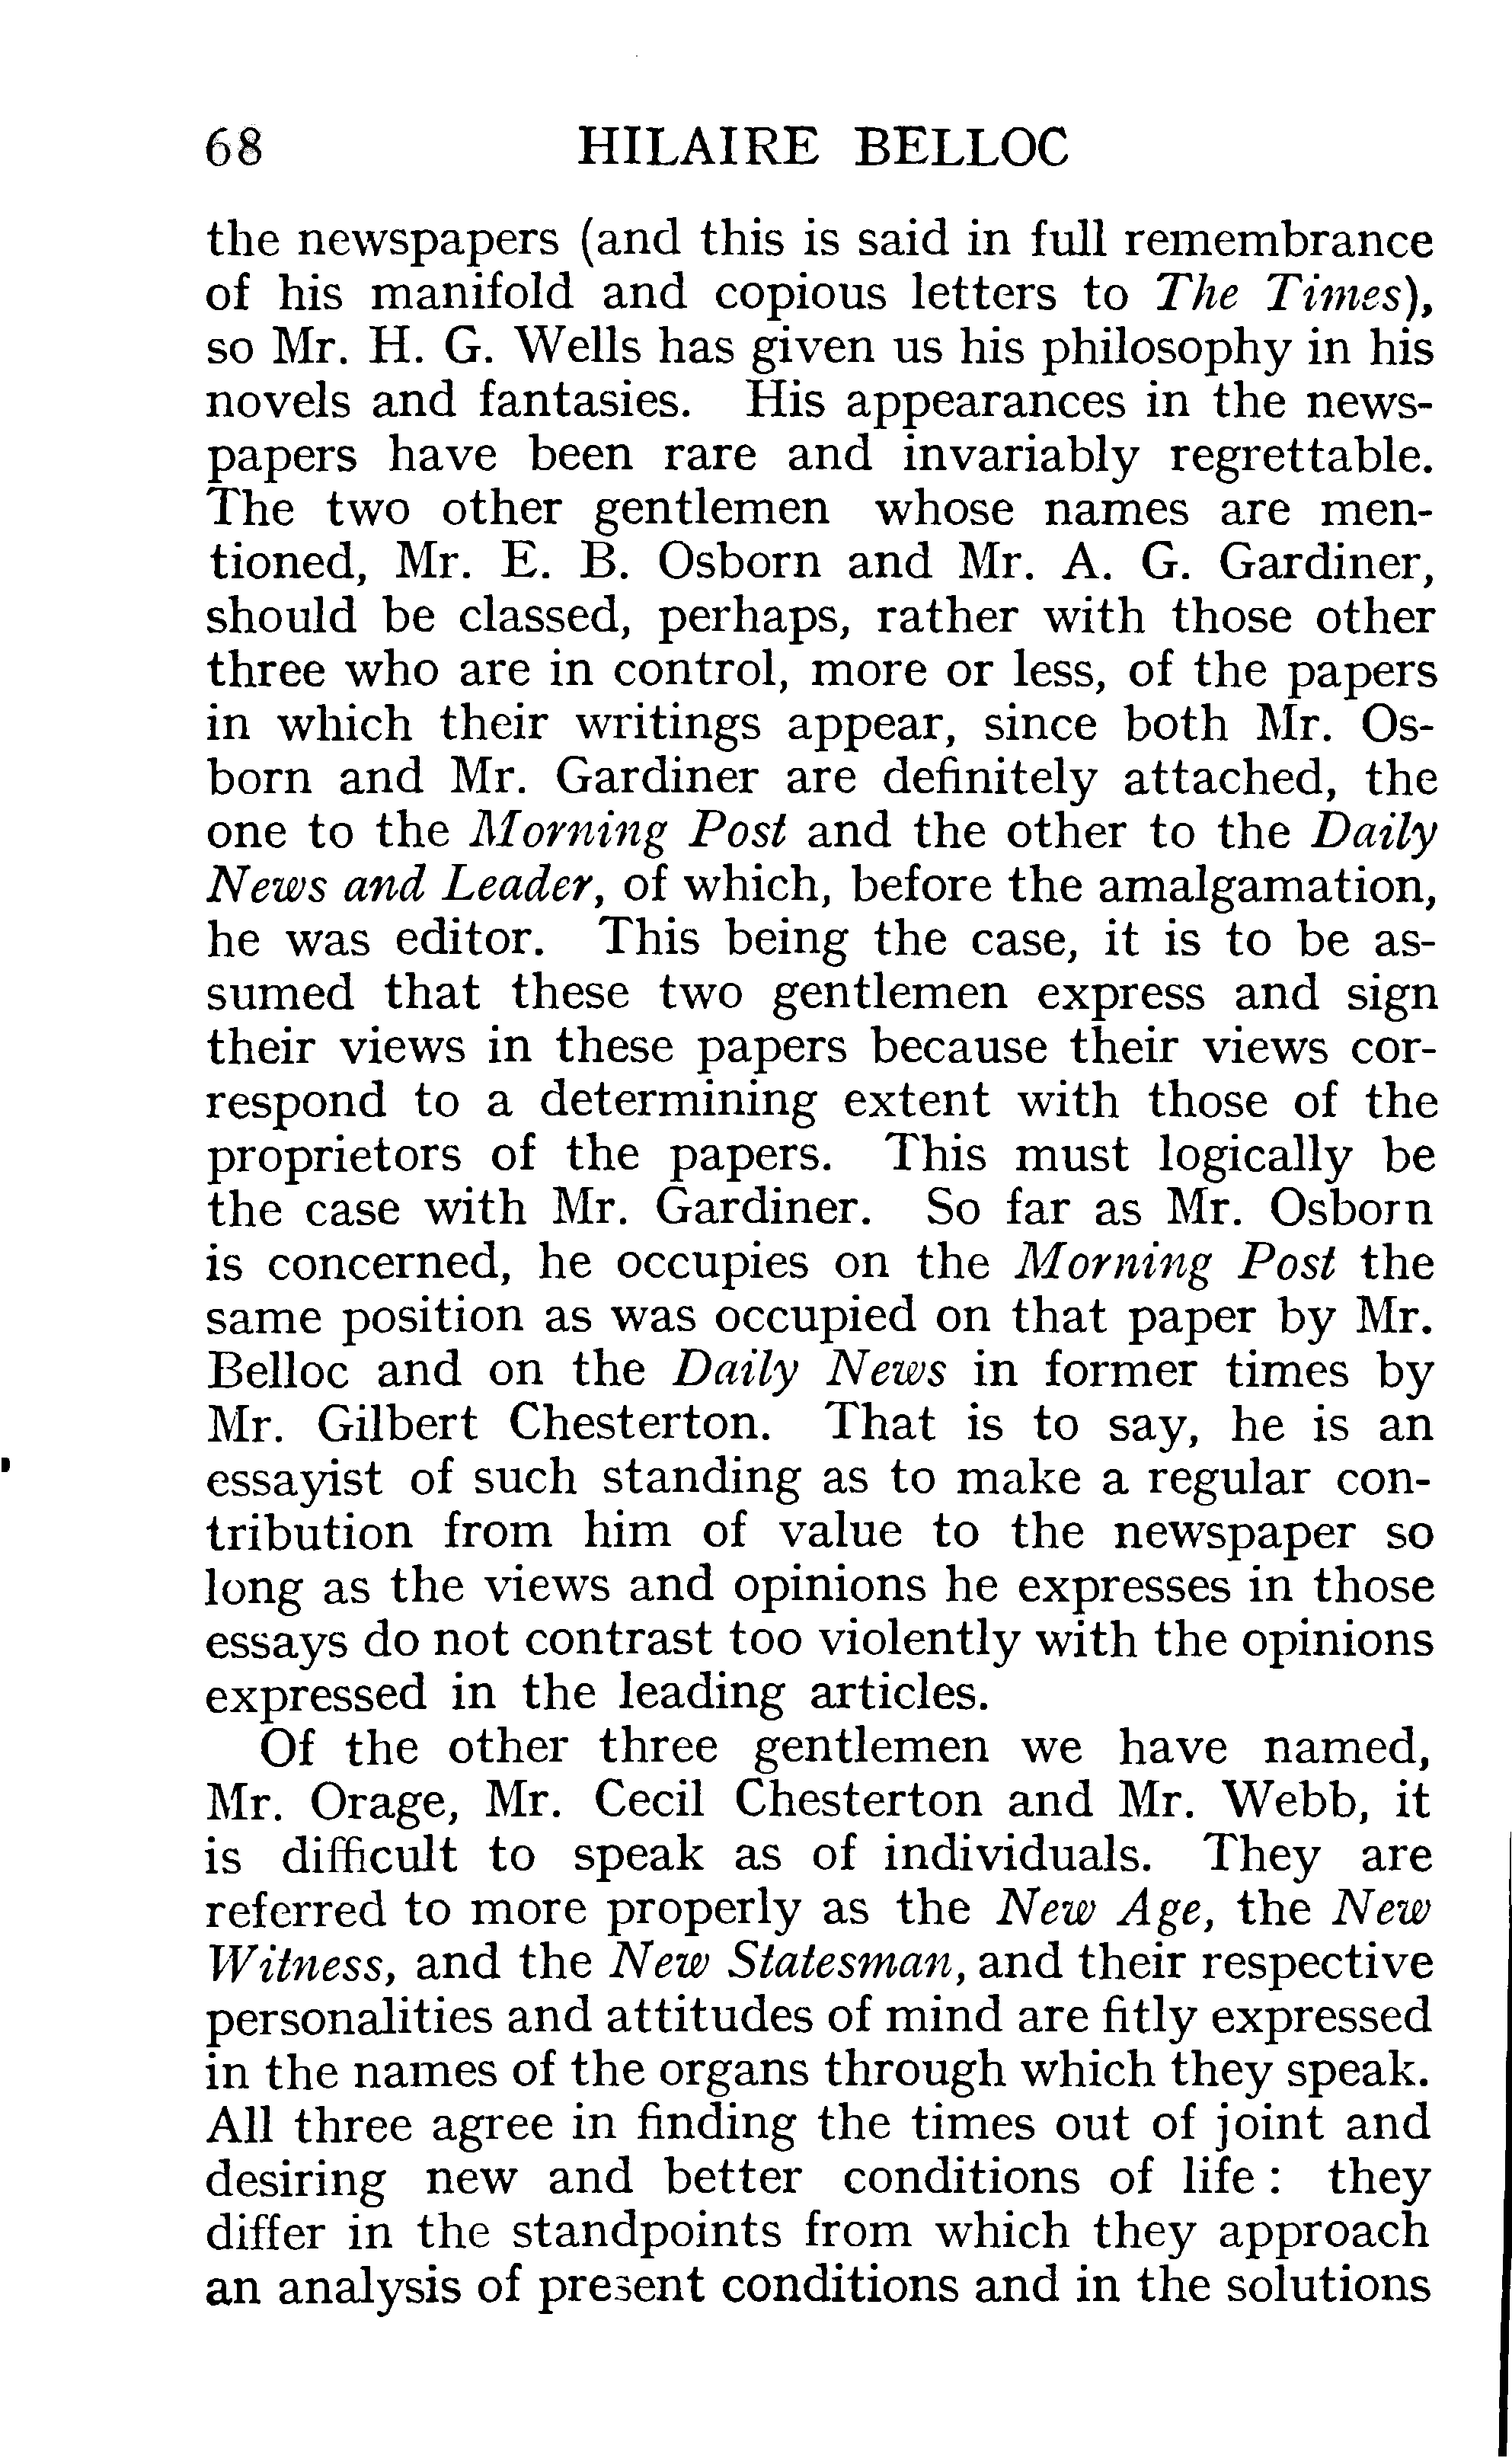 68 HILAIRE BELLOC
the newspapers (and this is said in full remembrance
of his manifold and copious letters to The Times),
so Mr. H. G. Wells has given us his philosophy in his
novels and fantasies. His appearances in the news-
papers have been rare and invariably regrettable.
The two other gentlemen whose names are men-
tioned, Mr. E. B. Osborn and Mr. A. G. Gardiner,
should be classed, perhaps, rather with those other
three who are in control, more or less, of the papers
in which their writings appear, since both Mr. Os-
born and Mr. Gardiner are definitely attached, the
one to the Morning Post and the other to the Daily
News and Leader, of which, before the amalgamation,
he was editor. This being the case, it is to be as-
sumed that these two gentlemen express and sign
their views in these papers because their views cor-
respond to a determining extent with those of the
proprietors of the papers. This must logically be
the case with Mr. Gardiner. So far as Mr. Osborn
is concerned, he occupies on the Morning Post the
same position as was occupied on that paper by Mr.
Belloc and on the Daily News in former times by
Mr. Gilbert Chesterton. That is to say, he is an
essayist of such standing as to make a regular con-
tribution from him of value to the newspaper so
long as the views and opinions he expresses in those
essays do not contrast too violently with the opinions
expressed in the leading articles.
Of the other three gentlemen we have named,
Mr. Orage, Mr. Cecil Chesterton and Mr. Webb, it
is difficult to speak as of individuals. They are
referred to more properly as the New Age, the New
Witness, and the New Statesman, and their respective
personalities and attitudes of mind are fitly expressed
in the names of the organs through which they speak.
All three agree in finding the times out of joint and
desiring new and better conditions of life : they
differ in the standpoints from which they approach
an analysis of present conditions and in the solutions